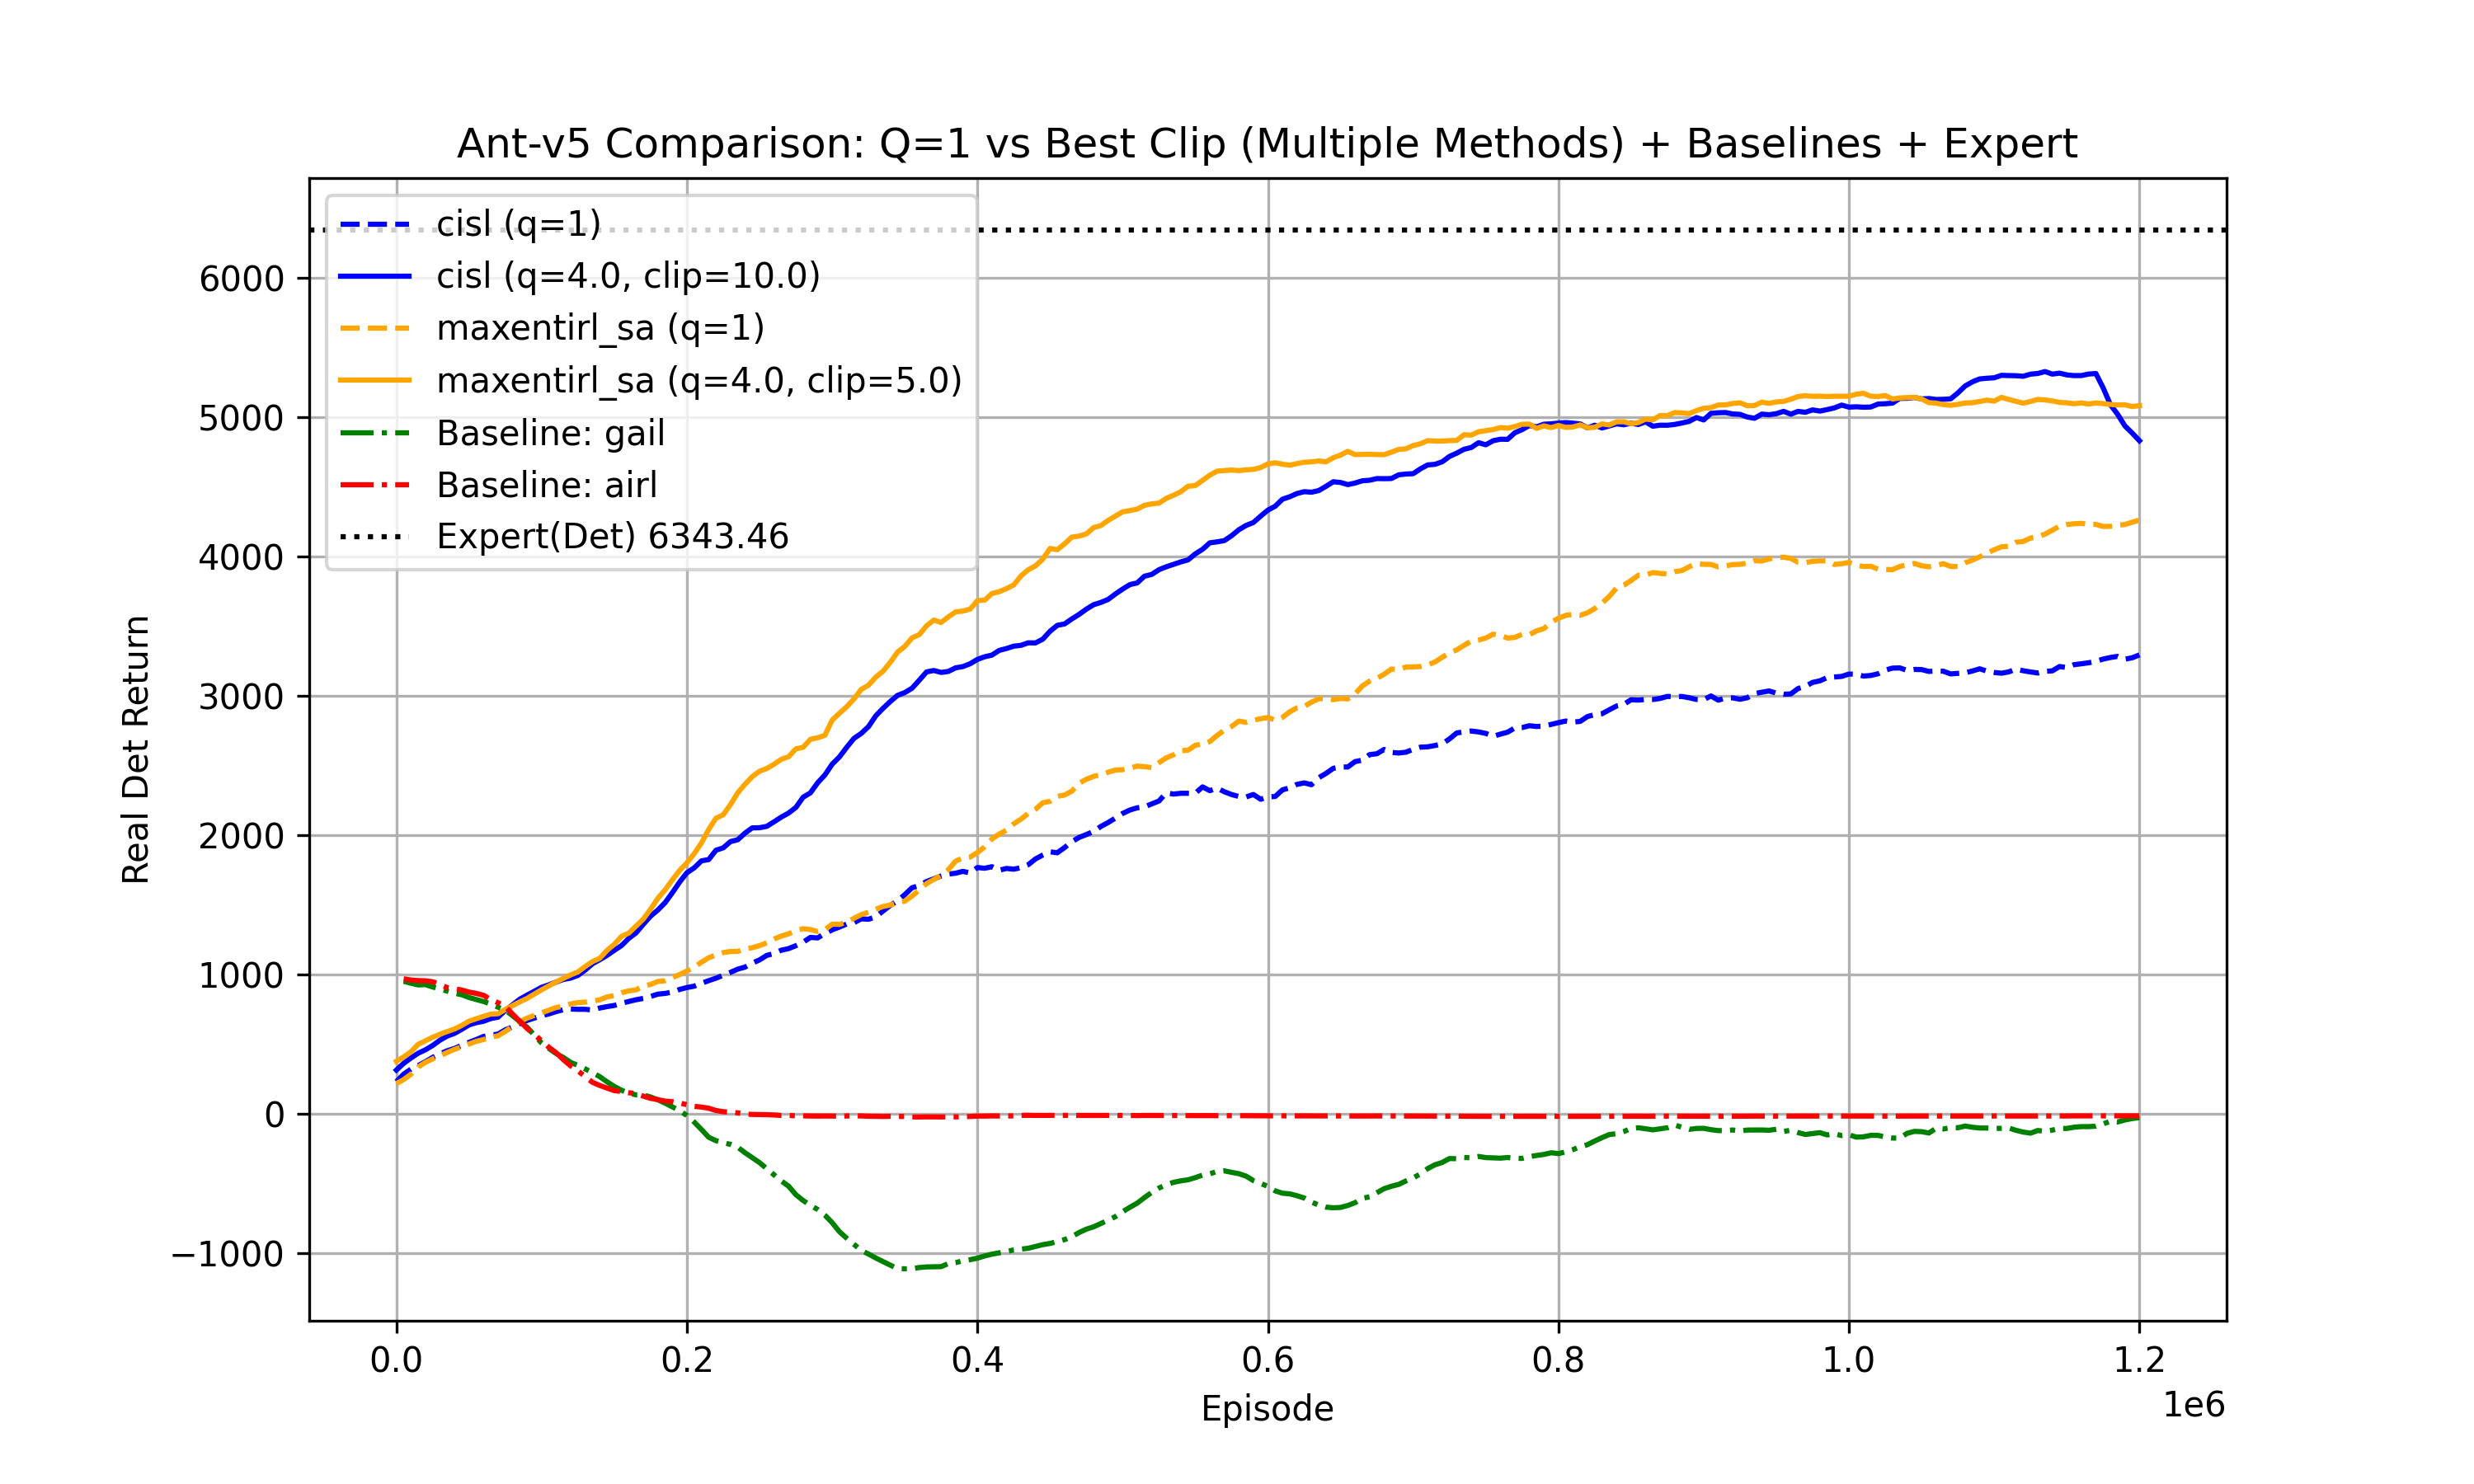 Ant-v5 Comparison: Q=1 vs Best Clip (Multiple Methods) + Baselines + Expert
cisl (q=1)
cisl (q=4.0, clip=10.0)
maxentirl_sa (q=1)
maxentirl_sa (q=4.0, clip=5.0)
Baseline: gail
Baseline: airl
Expert(Det) 6343.46
Real Det Return
6000
5000
4000
3000
2000
1000
0
−1000
0.0 0.2 0.4 0.6 0.8 1.0 1.2
1e6
Episode